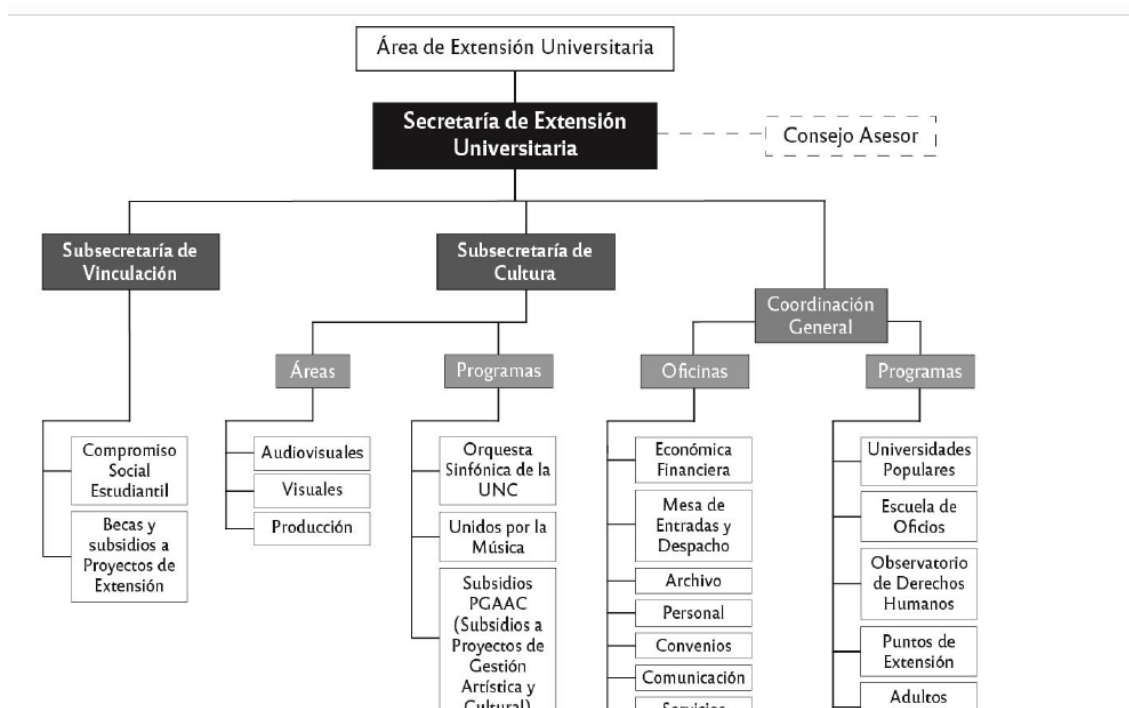 Área de Extensión Universitaria
Secretaría de Extensión
Universitaria
Consejo Asesor
Subsecretaría de
Vinculación
Subsecretaría de
Cultura
Coordinación
General
Áreas
Programas
Oficinas
Programas
Compromiso
Social
Estudiantil
Becas y
subsidios a
Proyectos de
Extensión
Audiovisuales
Visuales
Producción
Orquesta
Sinfónica de la
UNC
Unidos por la
Música
Subsidios
PGAAC
(Subsidios a
Proyectos de
Gestión
Artística y
Cultural)
Económica
Financiera
Mesa de
Entradas y
Despacho
Archivo
Personal
Convenios
Comunicación
Servicios
Universidades
Populares
Escuela de
Oficios
Observatorio
de Derechos
Humanos
Puntos de
Extensión
Adultos